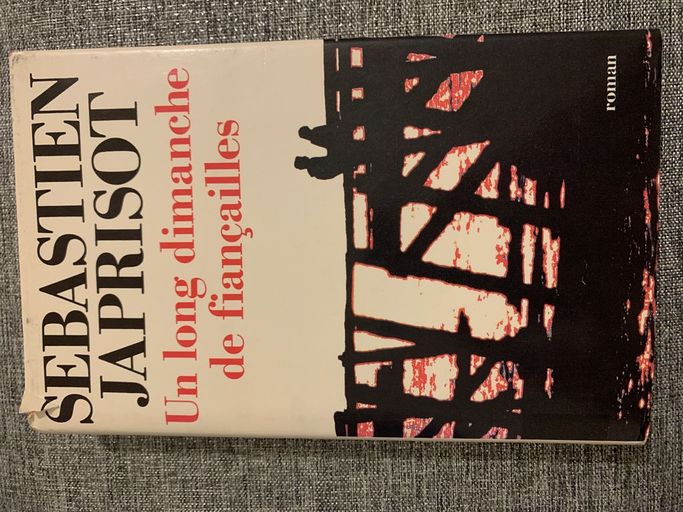 SEBASTIEN
JAPRISOT
Un long dimanche
de fiançailles
roman